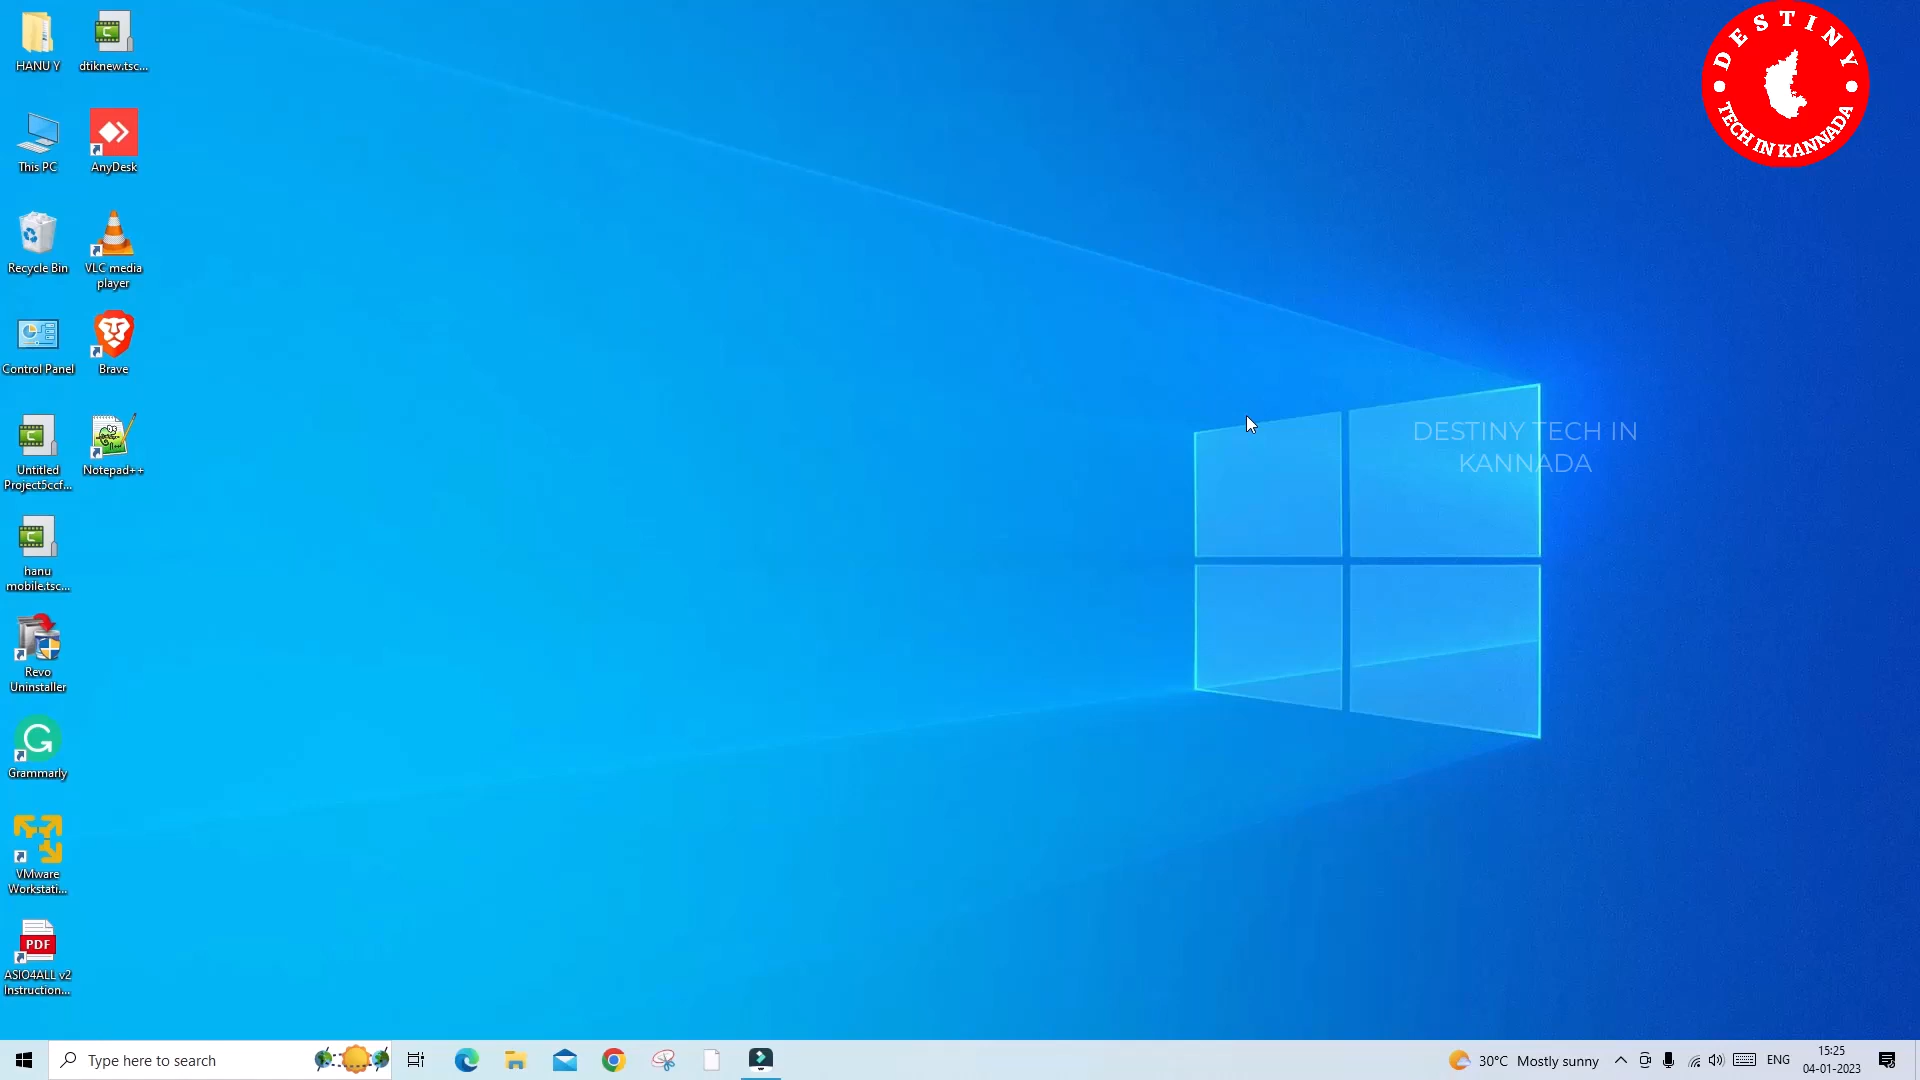 HANU Y
dtiknew.tsc...
This PC
AnyDesk
Recycle Bin
VLC media
player
Control Panel
Brave
Untitled
Project5ccf...
Notepad++
hanu
mobile.tsc...
Revo
Uninstaller
Grammarly
VMware
Workstati...
PDF
ASIO4ALL v2
Instruction...
DESTINY
TECH IN KANNADA
DESTINY TECH IN
KANNADA
Type here to search
30°C Mostly sunny
ENG
15:25
04-01-2023